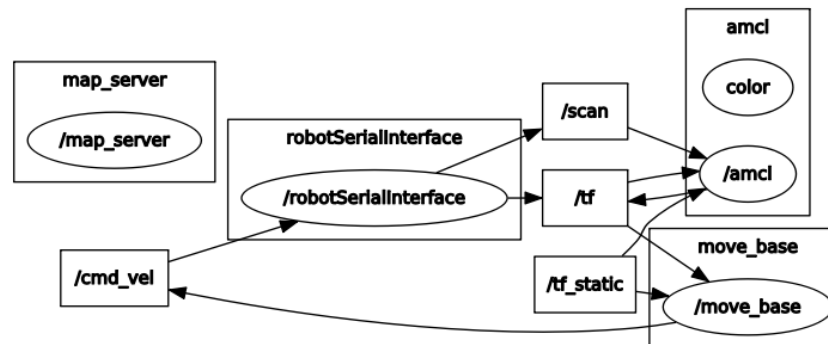 map_server
/map_server
robotSerialInterface
/robotSerialInterface
/cmd_vel
/scan
/tf
/tf_static
amcl
color
/amcl
move_base
/move_base